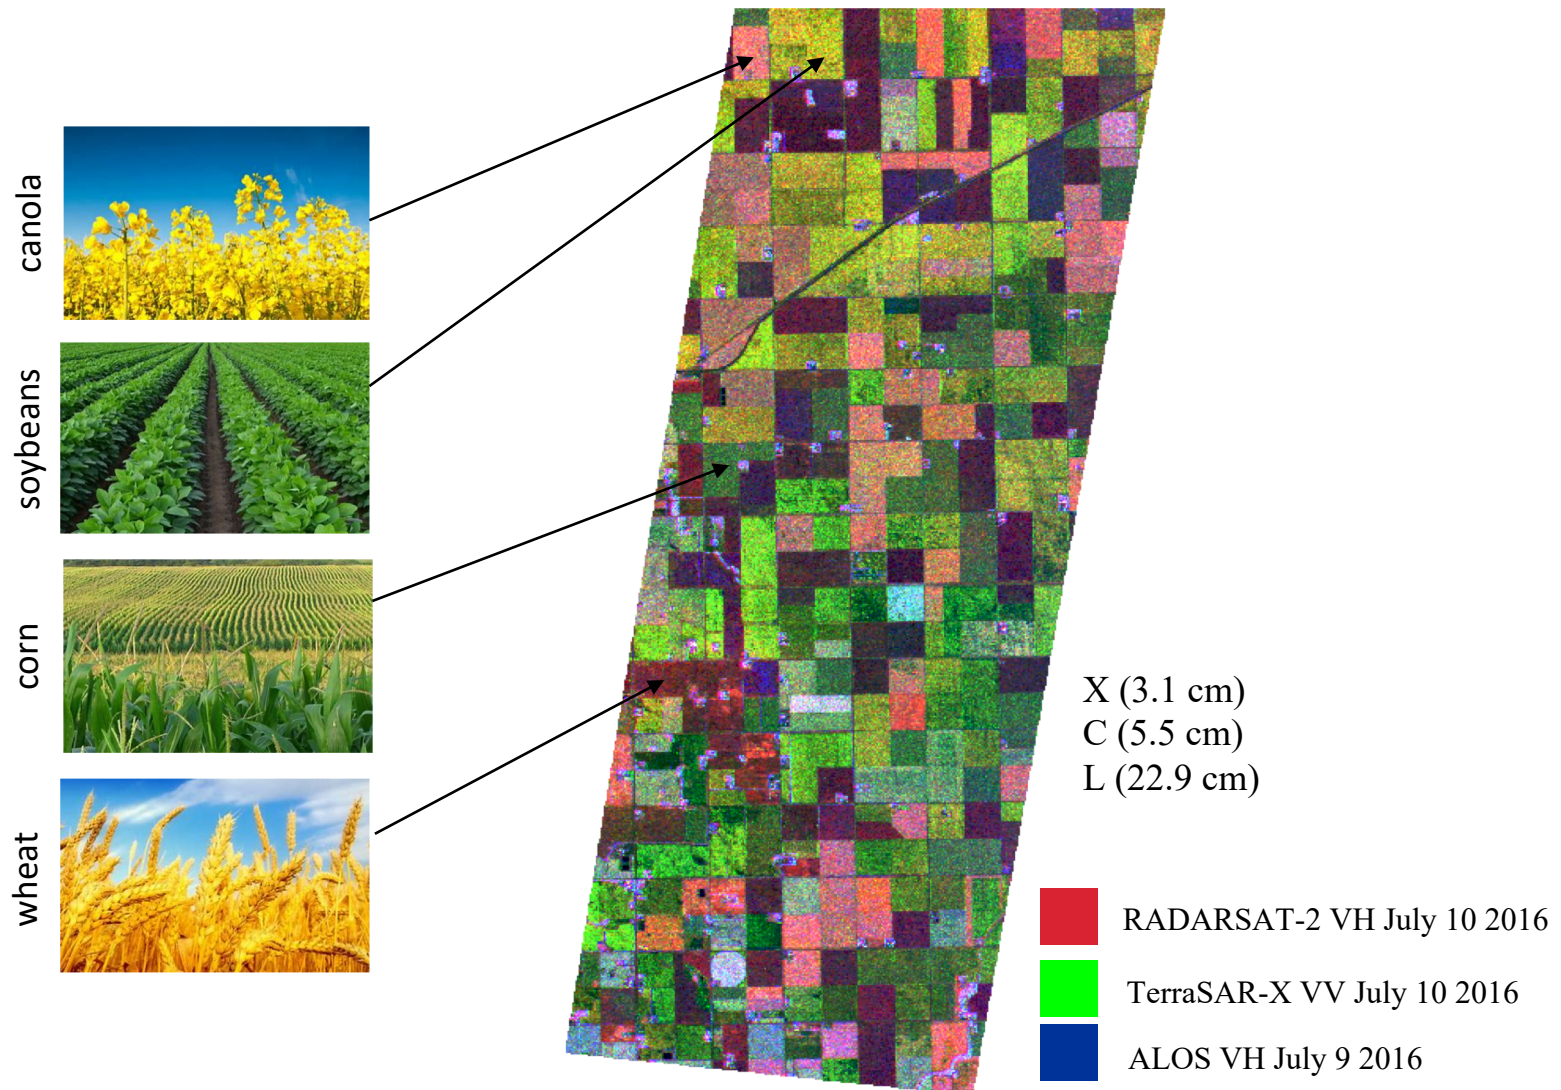 canola
soybeans
corn
wheat
X (3.1 cm)
C (5.5 cm)
L (22.9 cm)
RADARSAT-2 VH July 10 2016
TerraSAR-X VV July 10 2016
ALOS VH July 9 2016